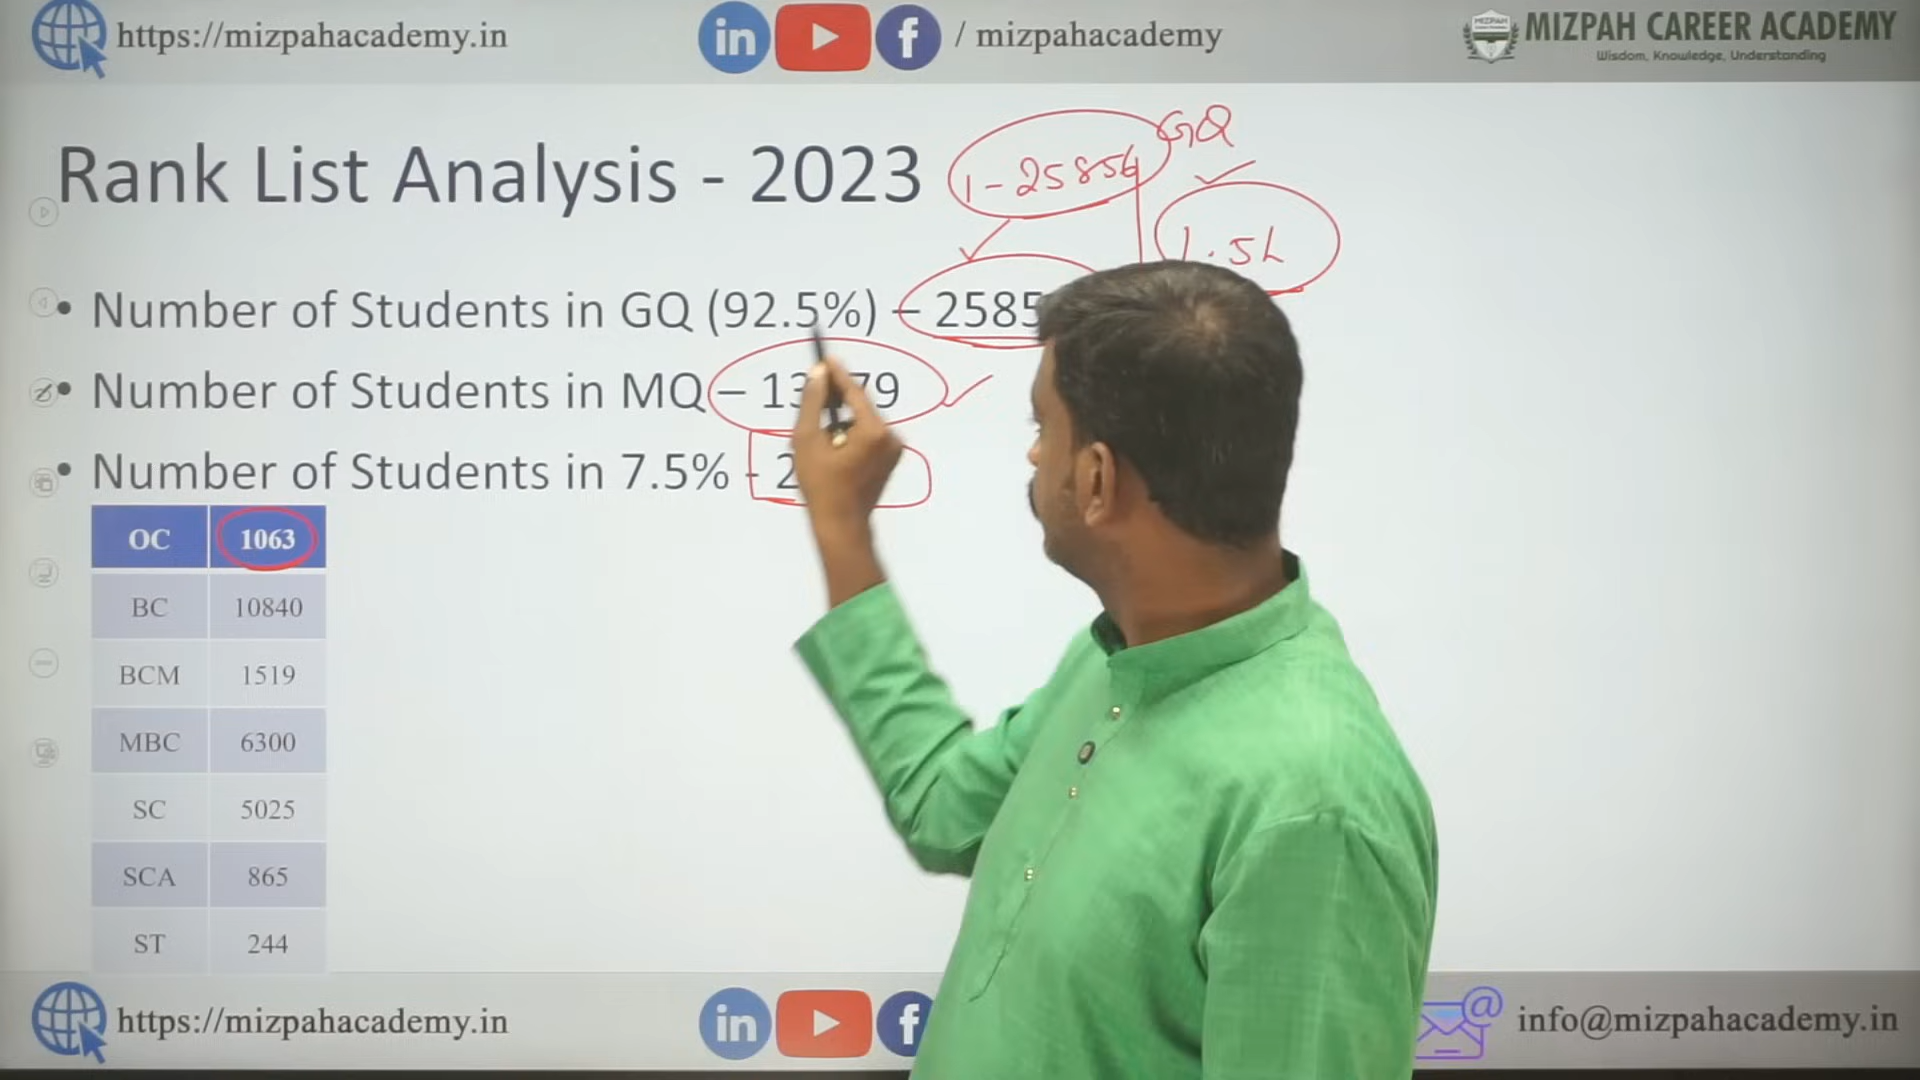 https://mizpahacademy.in
in f / mizpahacademy
MIZPAH CAREER ACADEMY
Wisdom, Knowledge, Understanding
GQ
1-25856
Rank List Analysis - 2023
1.5L
• Number of Students in GQ (92.5%) – 2585
• Number of Students in MQ – 13 79
• Number of Students in 7.5% - 2
OC 1063
BC 10840
BCM 1519
MBC 6300
SC 5025
SCA 865
ST 244
https://mizpahacademy.in
in f
info@mizpahacademy.in